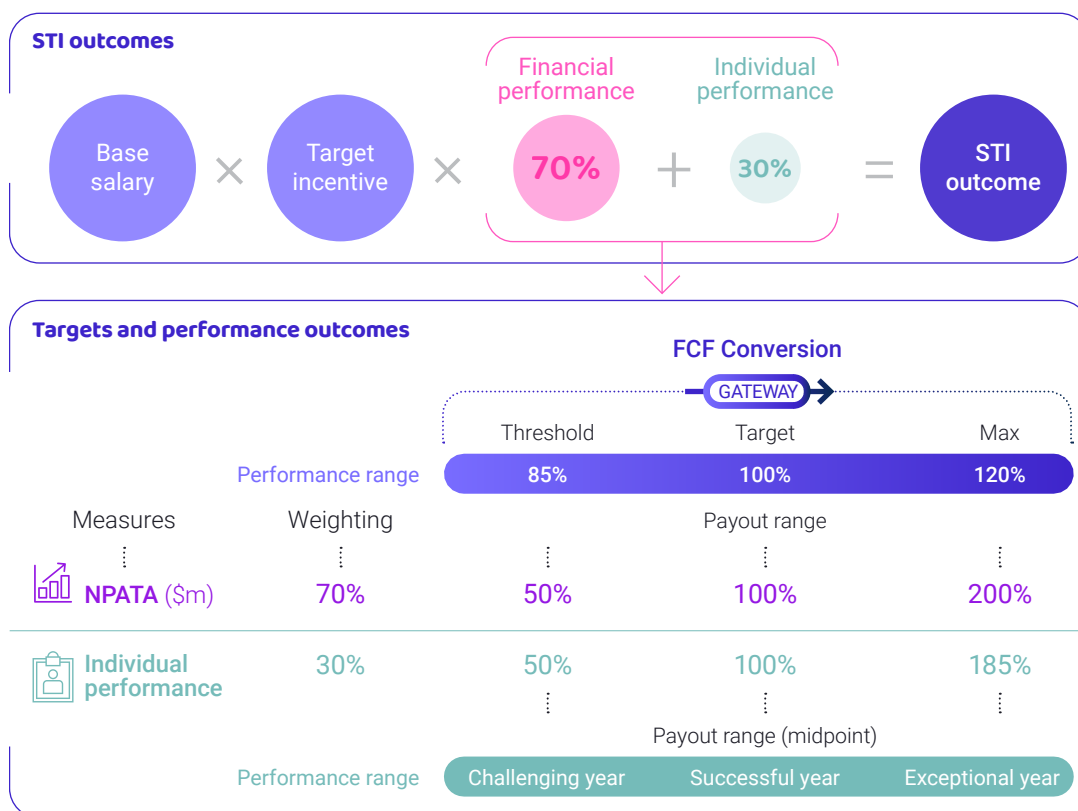 STI outcomes
Financial
performance
Individual
performance
Base
salary
×
Target
incentive
×
70%
+
30%
=
STI
outcome
Targets and performance outcomes
FCF Conversion
GATEWAY
Threshold Target Max
Performance range 85% 100% 120%
Measures Weighting Payout range
NPATA ($m) 70% 50% 100% 200%
Individual
performance
30% 50% 100% 185%
Payout range (midpoint)
Performance range Challenging year Successful year Exceptional year